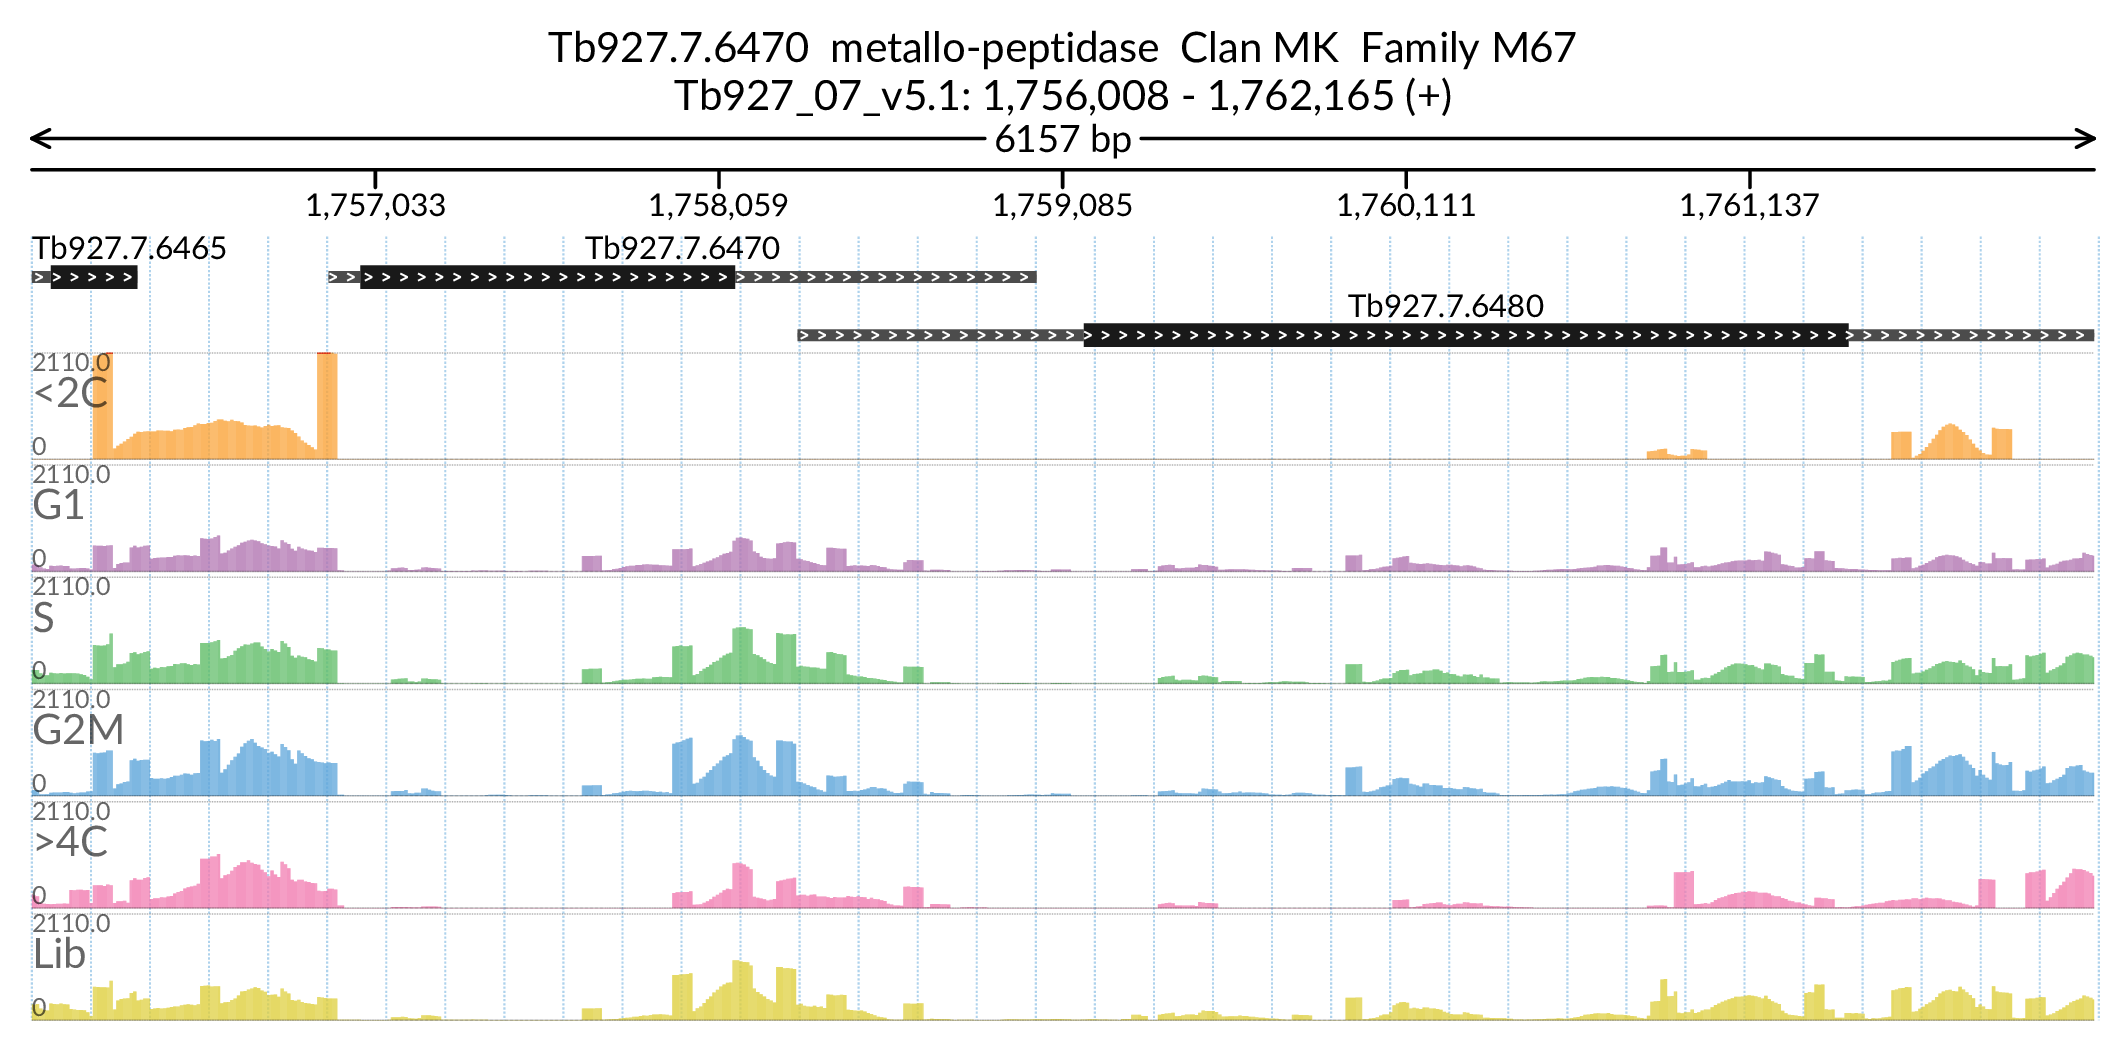 Tb927.7.6470  metallo-peptidase  Clan MK  Family M67
Tb927_07_v5.1: 1,756,008 - 1,762,165 (+)
6157 bp
1,757,033 1,758,059 1,759,085 1,760,111 1,761,137
Tb927.7.6465 Tb927.7.6470
Tb927.7.6480
2110.0
<2C
0
2110.0
G1
0
2110.0
S
0
2110.0
G2M
0
2110.0
>4C
0
2110.0
Lib
0